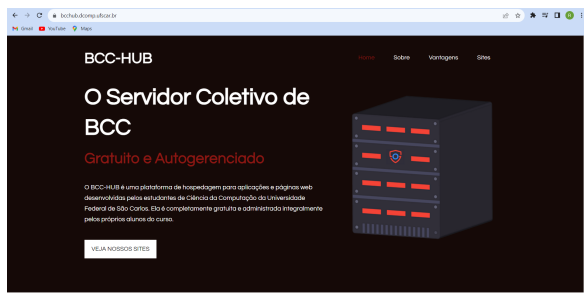 bcchub.dcomp.ufscar.br
Gmail YouTube Maps
BCC-HUB
Home Sobre Vantagens Sites
O Servidor Coletivo de
BCC
Gratuito e Autogerenciado
O BCC-HUB é uma plataforma de hospedagem para aplicações e páginas web
desenvolvidas pelos estudantes de Ciência da Computação da Universidade
Federal de São Carlos. Ela é completamente gratuita e administrada integralmente
pelos próprios alunos do curso.
VEJA NOSSOS SITES